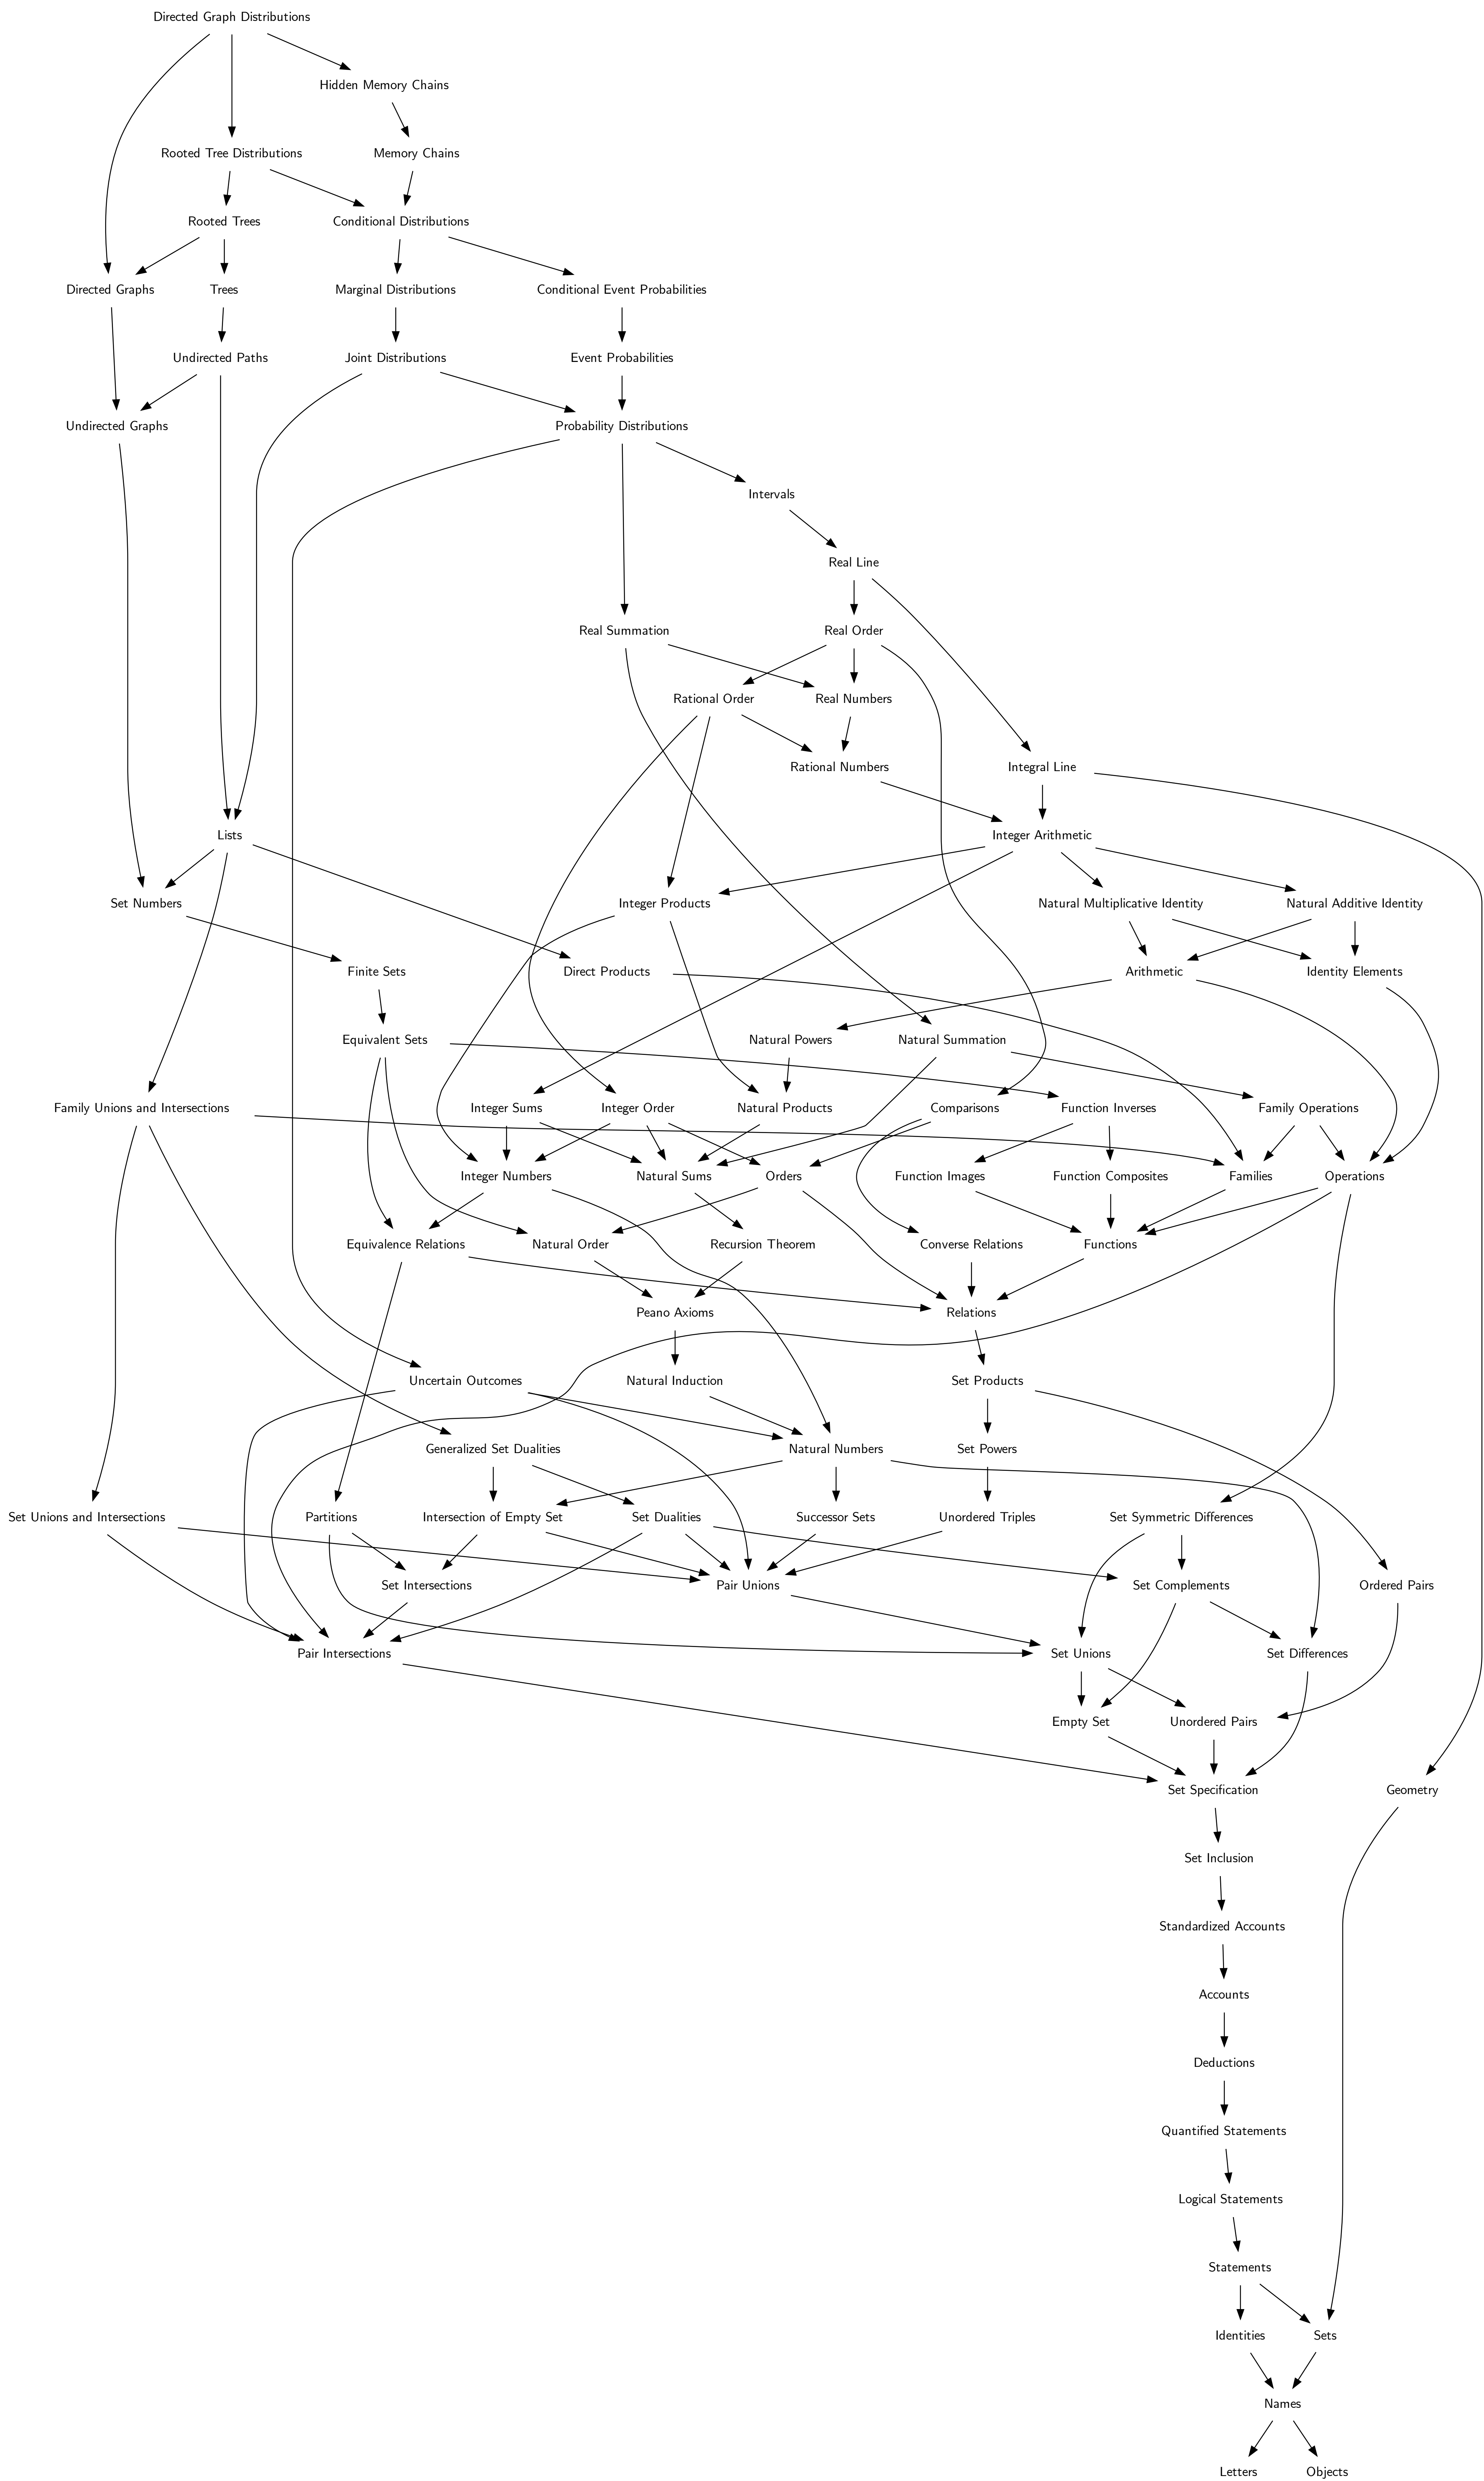 Directed Graph Distributions
Hidden Memory Chains
Rooted Tree Distributions
Memory Chains
Rooted Trees
Conditional Distributions
Directed Graphs
Trees
Marginal Distributions
Conditional Event Probabilities
Undirected Paths
Joint Distributions
Event Probabilities
Undirected Graphs
Probability Distributions
Intervals
Real Line
Real Summation
Real Order
Rational Order
Real Numbers
Rational Numbers
Integral Line
Lists
Integer Arithmetic
Set Numbers
Integer Products
Natural Multiplicative Identity
Natural Additive Identity
Finite Sets
Direct Products
Arithmetic
Identity Elements
Equivalent Sets
Natural Powers
Natural Summation
Family Unions and Intersections
Integer Sums
Integer Order
Natural Products
Comparisons
Function Inverses
Family Operations
Integer Numbers
Natural Sums
Orders
Function Images
Function Composites
Families
Operations
Equivalence Relations
Natural Order
Recursion Theorem
Converse Relations
Functions
Peano Axioms
Relations
Uncertain Outcomes
Natural Induction
Set Products
Generalized Set Dualities
Natural Numbers
Set Powers
Set Unions and Intersections
Partitions
Intersection of Empty Set
Set Dualities
Successor Sets
Unordered Triples
Set Symmetric Differences
Set Intersections
Pair Unions
Set Complements
Ordered Pairs
Pair Intersections
Set Unions
Set Differences
Empty Set
Unordered Pairs
Set Specification
Geometry
Set Inclusion
Standardized Accounts
Accounts
Deductions
Quantified Statements
Logical Statements
Statements
Identities
Sets
Names
Letters
Objects